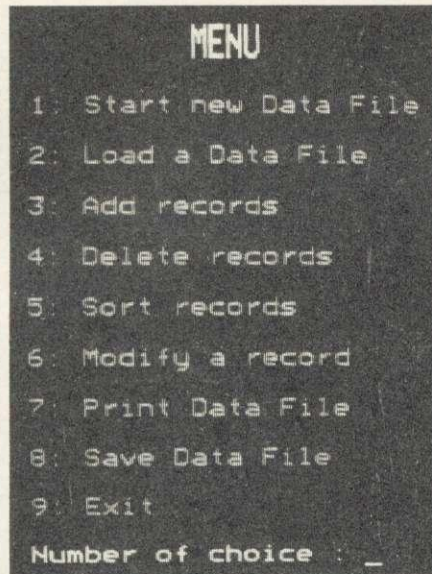 MENU
1: Start new Data File
2: Load a Data File
3: Add records
4: Delete records
5: Sort records
6: Modify a record
7: Print Data File
8: Save Data File
9: Exit
Number of choice : _